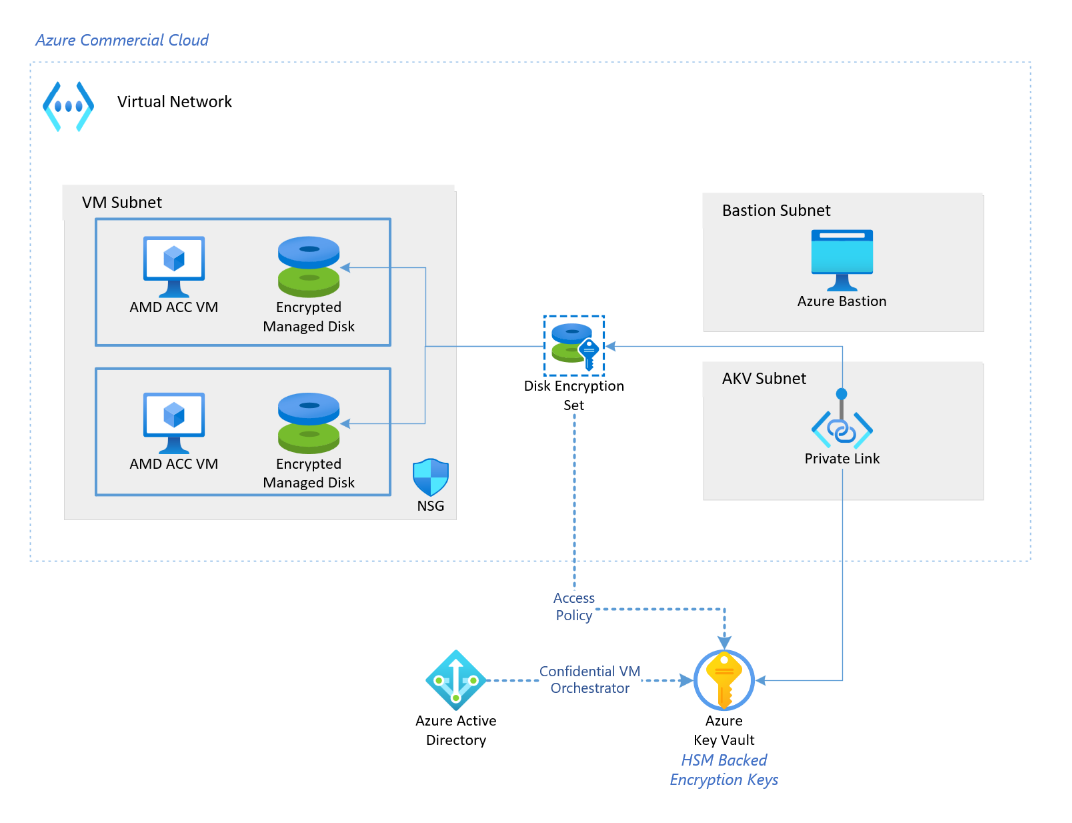 Azure Commercial Cloud
Virtual Network
VM Subnet
AMD ACC VM
Encrypted
Managed Disk
AMD ACC VM
Encrypted
Managed Disk
NSG
Disk Encryption
Set
Bastion Subnet
Azure Bastion
AKV Subnet
Private Link
Access
Policy
Azure Active
Directory
Confidential VM
Orchestrator
Azure
Key Vault
HSM Backed
Encryption Keys